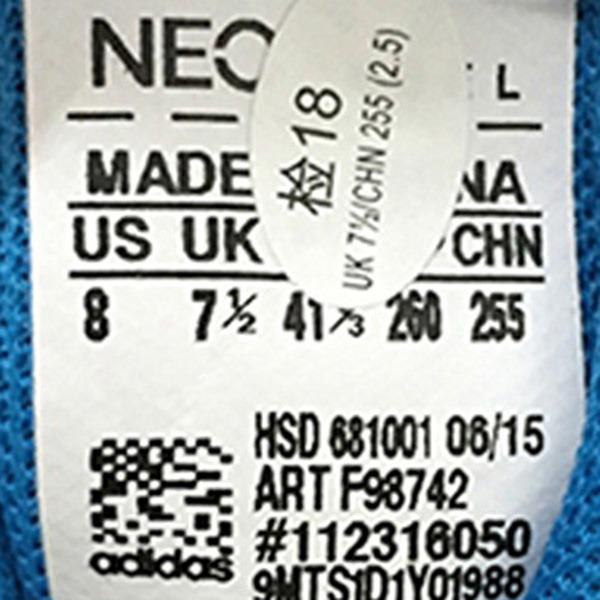 NEO L
MADE NA
US UK CHN
8 7½ 41⅓ 260 255
检18
UK 7½/CHN 255 (2.5)
HSD 681001 06/15
ART F98742
#112316050
9MTS1D1Y01988
adidas